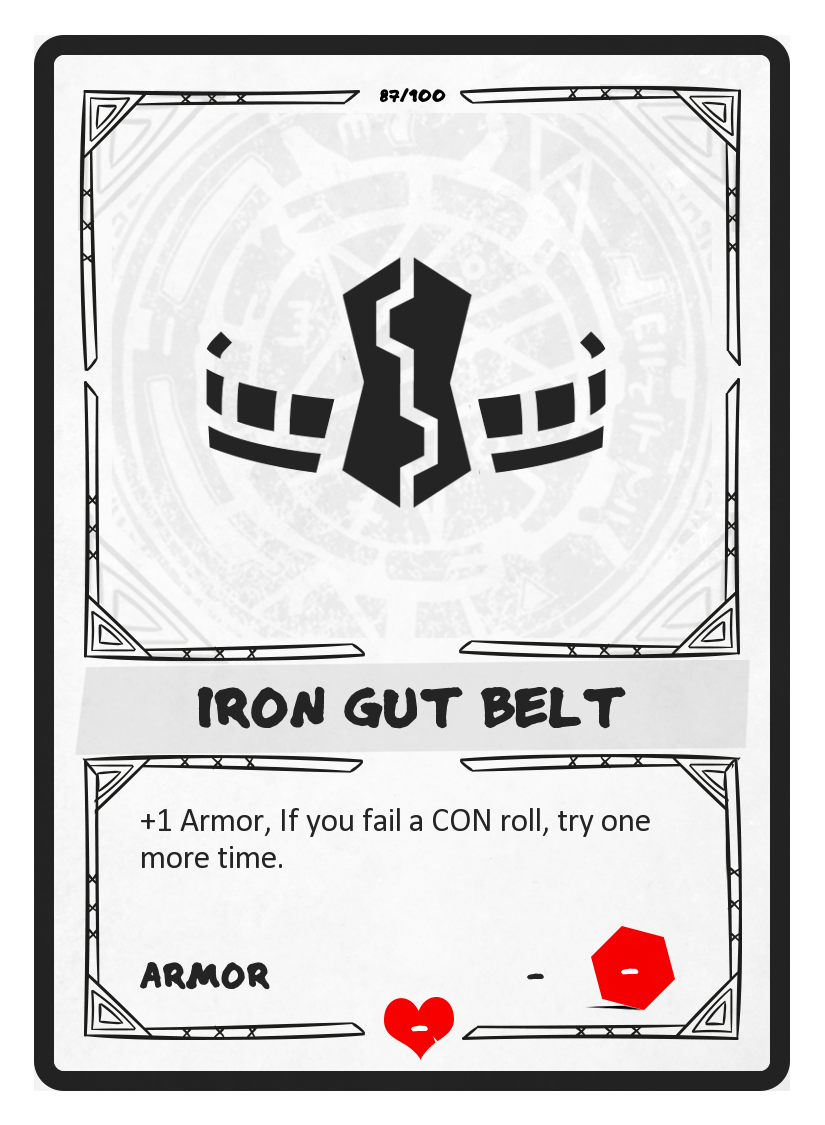 87/100
IRON GUT BELT
+1 Armor, If you fail a CON roll, try one
more time.
ARMOR - -
-